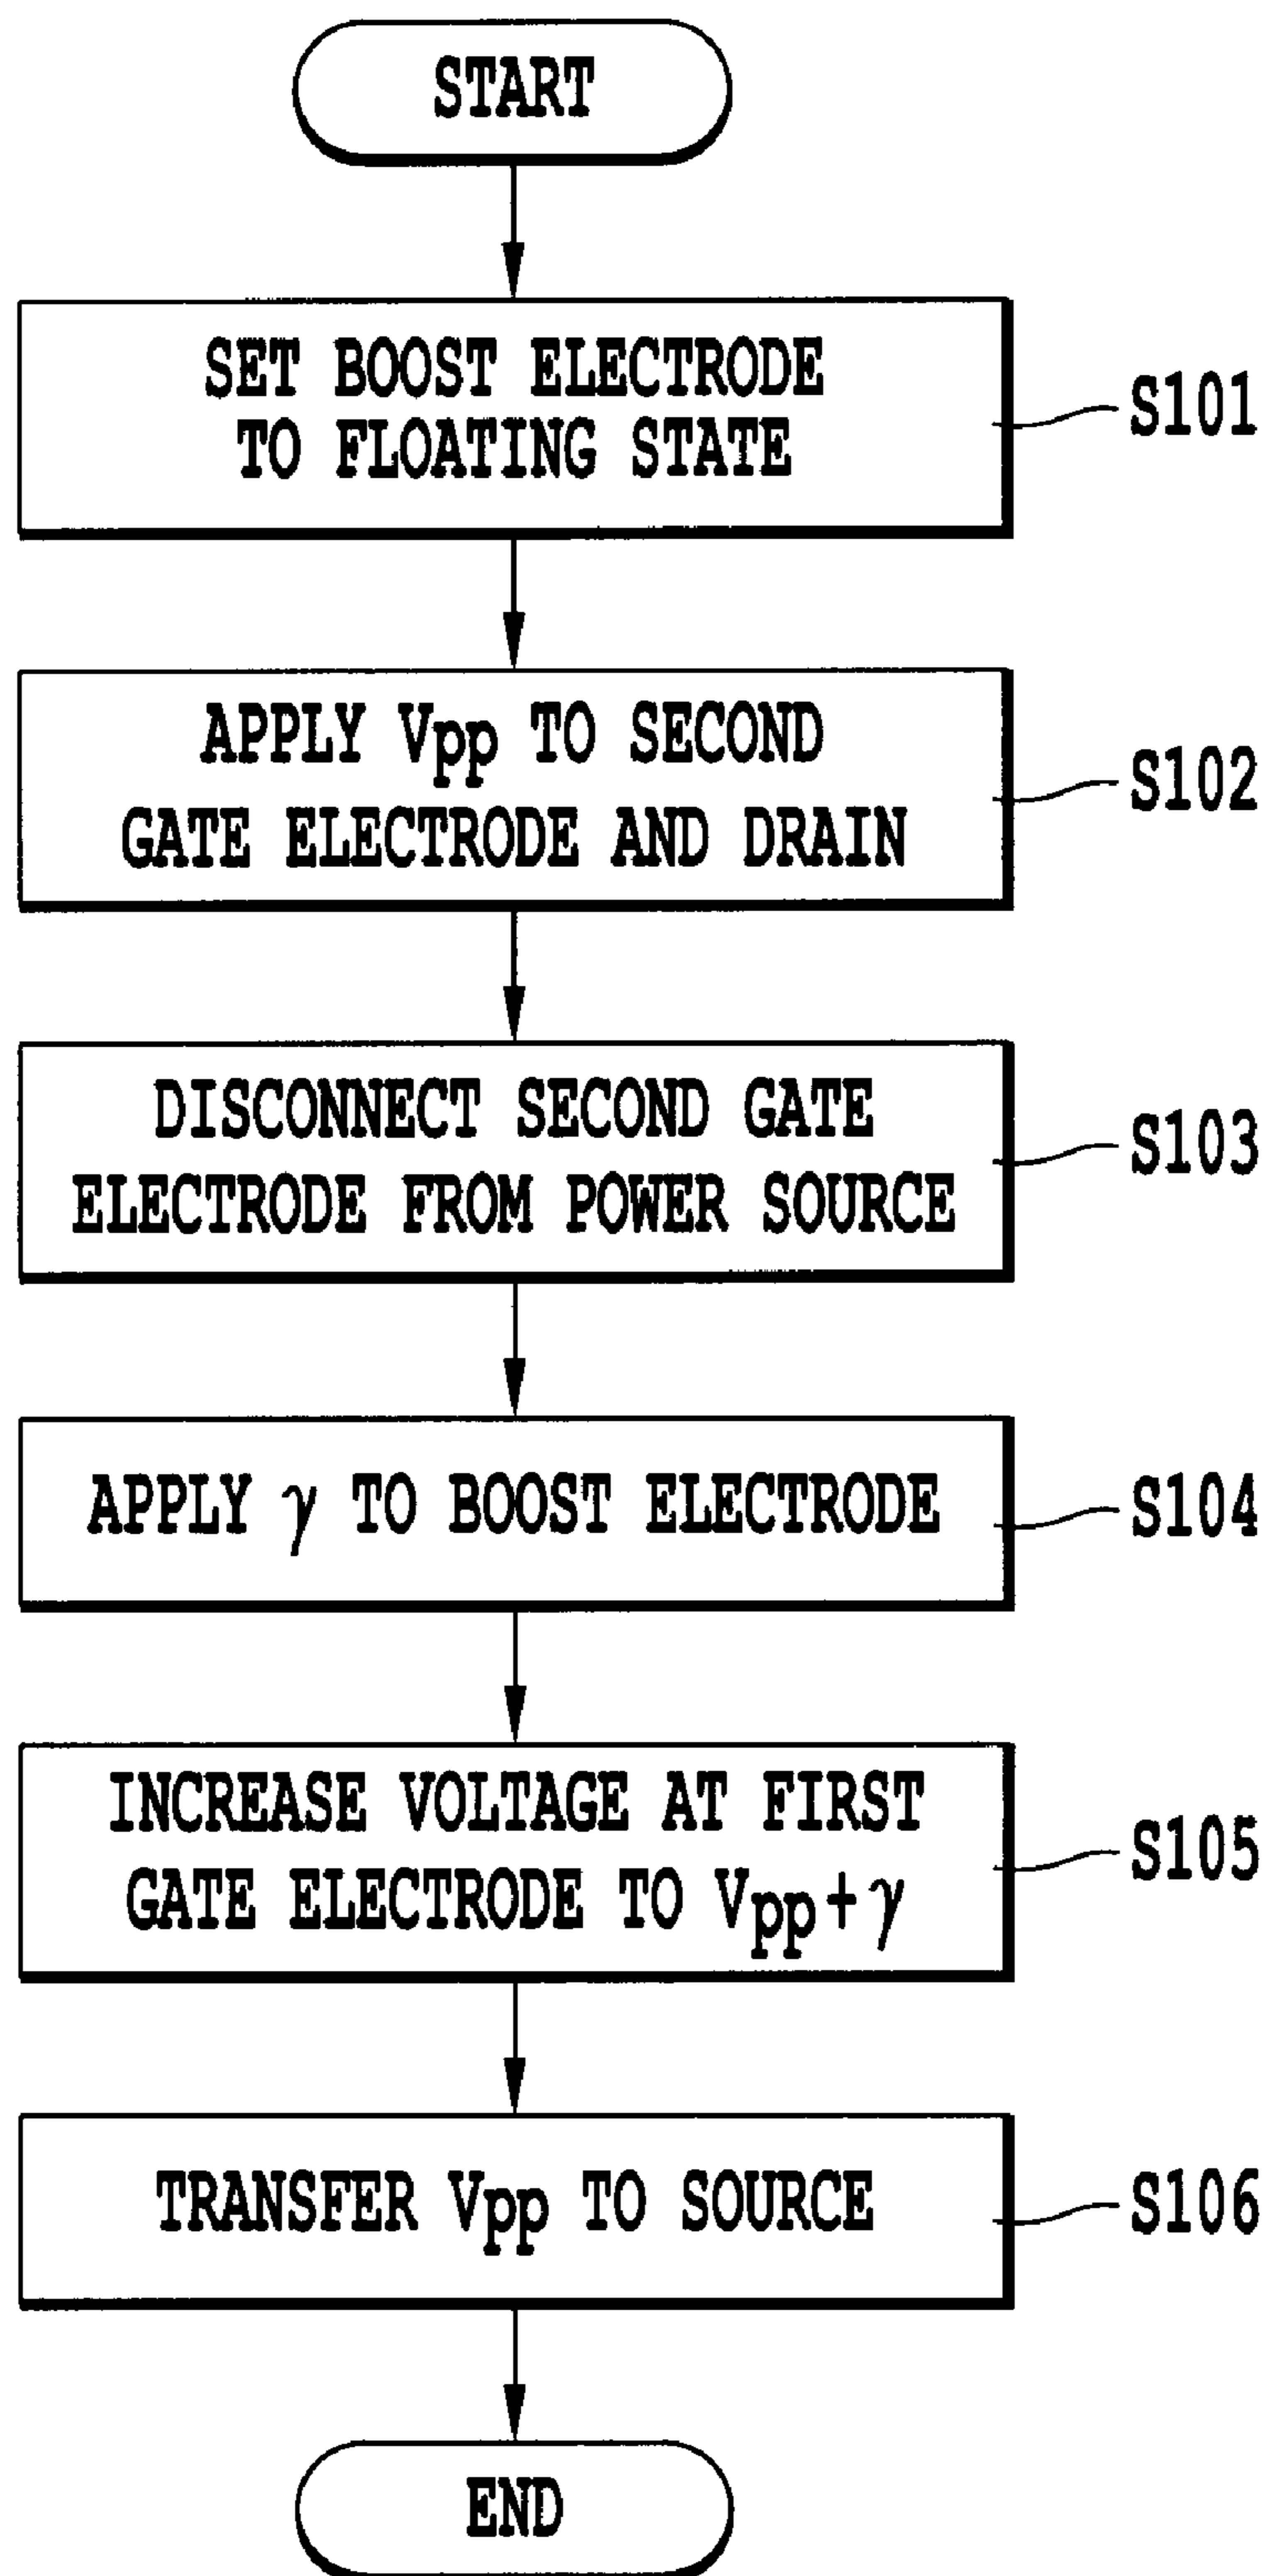 START
SET BOOST ELECTRODE
TO FLOATING STATE
S101
APPLY Vpp TO SECOND
GATE ELECTRODE AND DRAIN
S102
DISCONNECT SECOND GATE
ELECTRODE FROM POWER SOURCE
S103
APPLY γ TO BOOST ELECTRODE
S104
INCREASE VOLTAGE AT FIRST
GATE ELECTRODE TO Vpp+γ
S105
TRANSFER Vpp TO SOURCE
S106
END